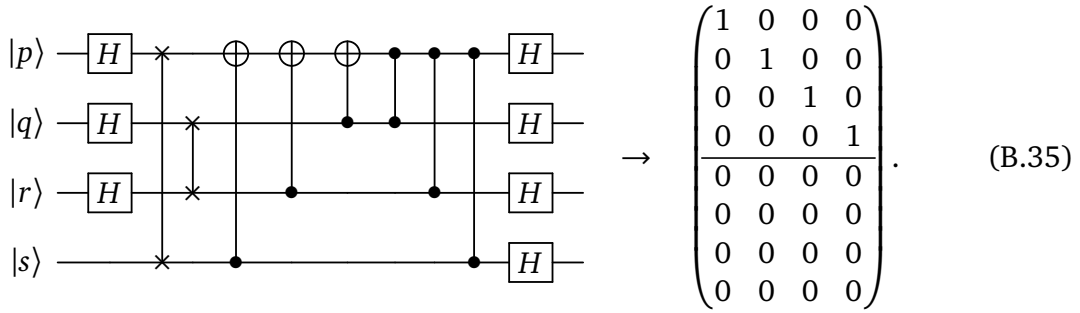 |p⟩ H H
|q⟩ H H
|r⟩ H H
|s⟩ H
→
1 0 0 0
0 1 0 0
0 0 1 0
0 0 0 1
0 0 0 0
0 0 0 0
0 0 0 0
0 0 0 0
. (B.35)